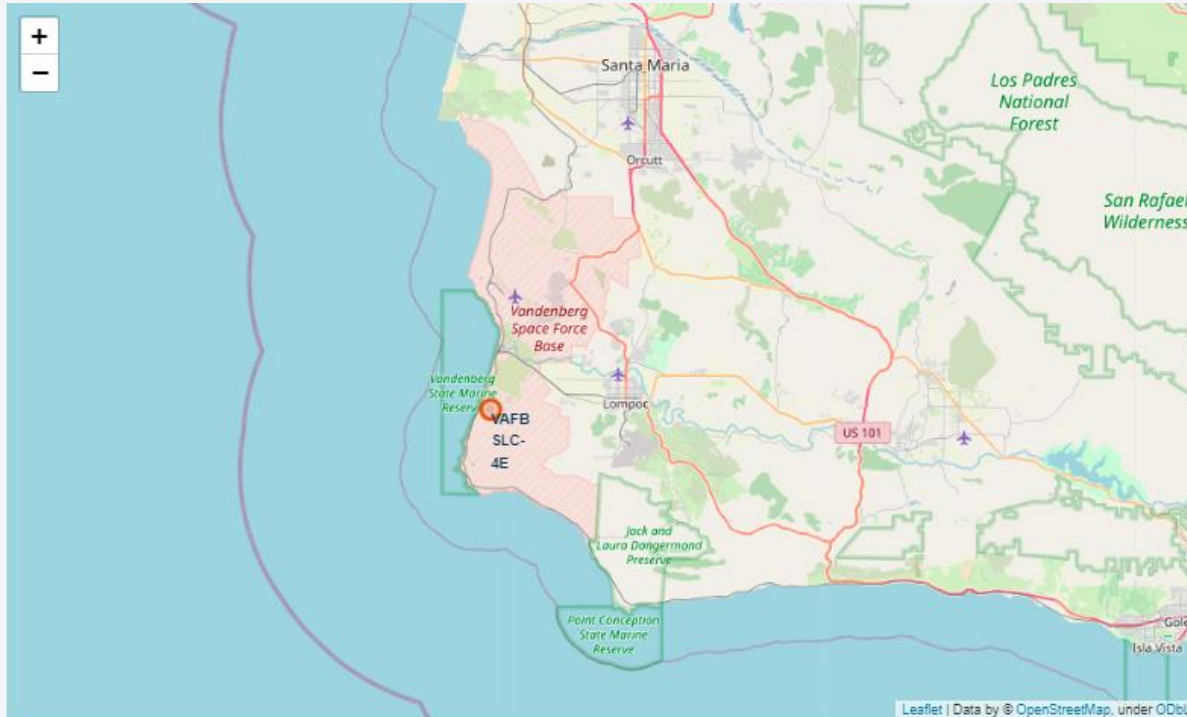 +
−
Santa Maria
Los Padres
National
Forest
Orcutt
San Rafael
Wilderness
Vandenberg
Space Force
Base
Vandenberg
State Marine
Reserve
Lompoc
VAFB
SLC-
4E
US 101
Jack and
Laura Dangermond
Preserve
Point Conception
State Marine
Reserve
Gole
Isla Vista
Leaflet | Data by © OpenStreetMap, under ODbL